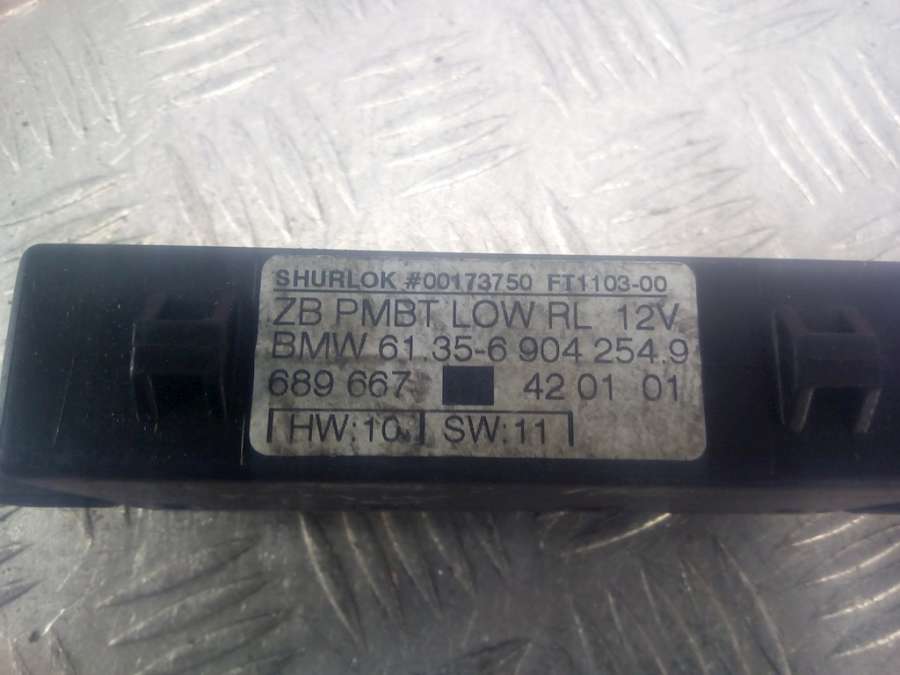 SHURLOK #00173750 FT1103-00
ZB PMBT LOW RL 12V
BMW 61.35-6 904 254.9
689 667 42 01 01
HW:10 SW:11